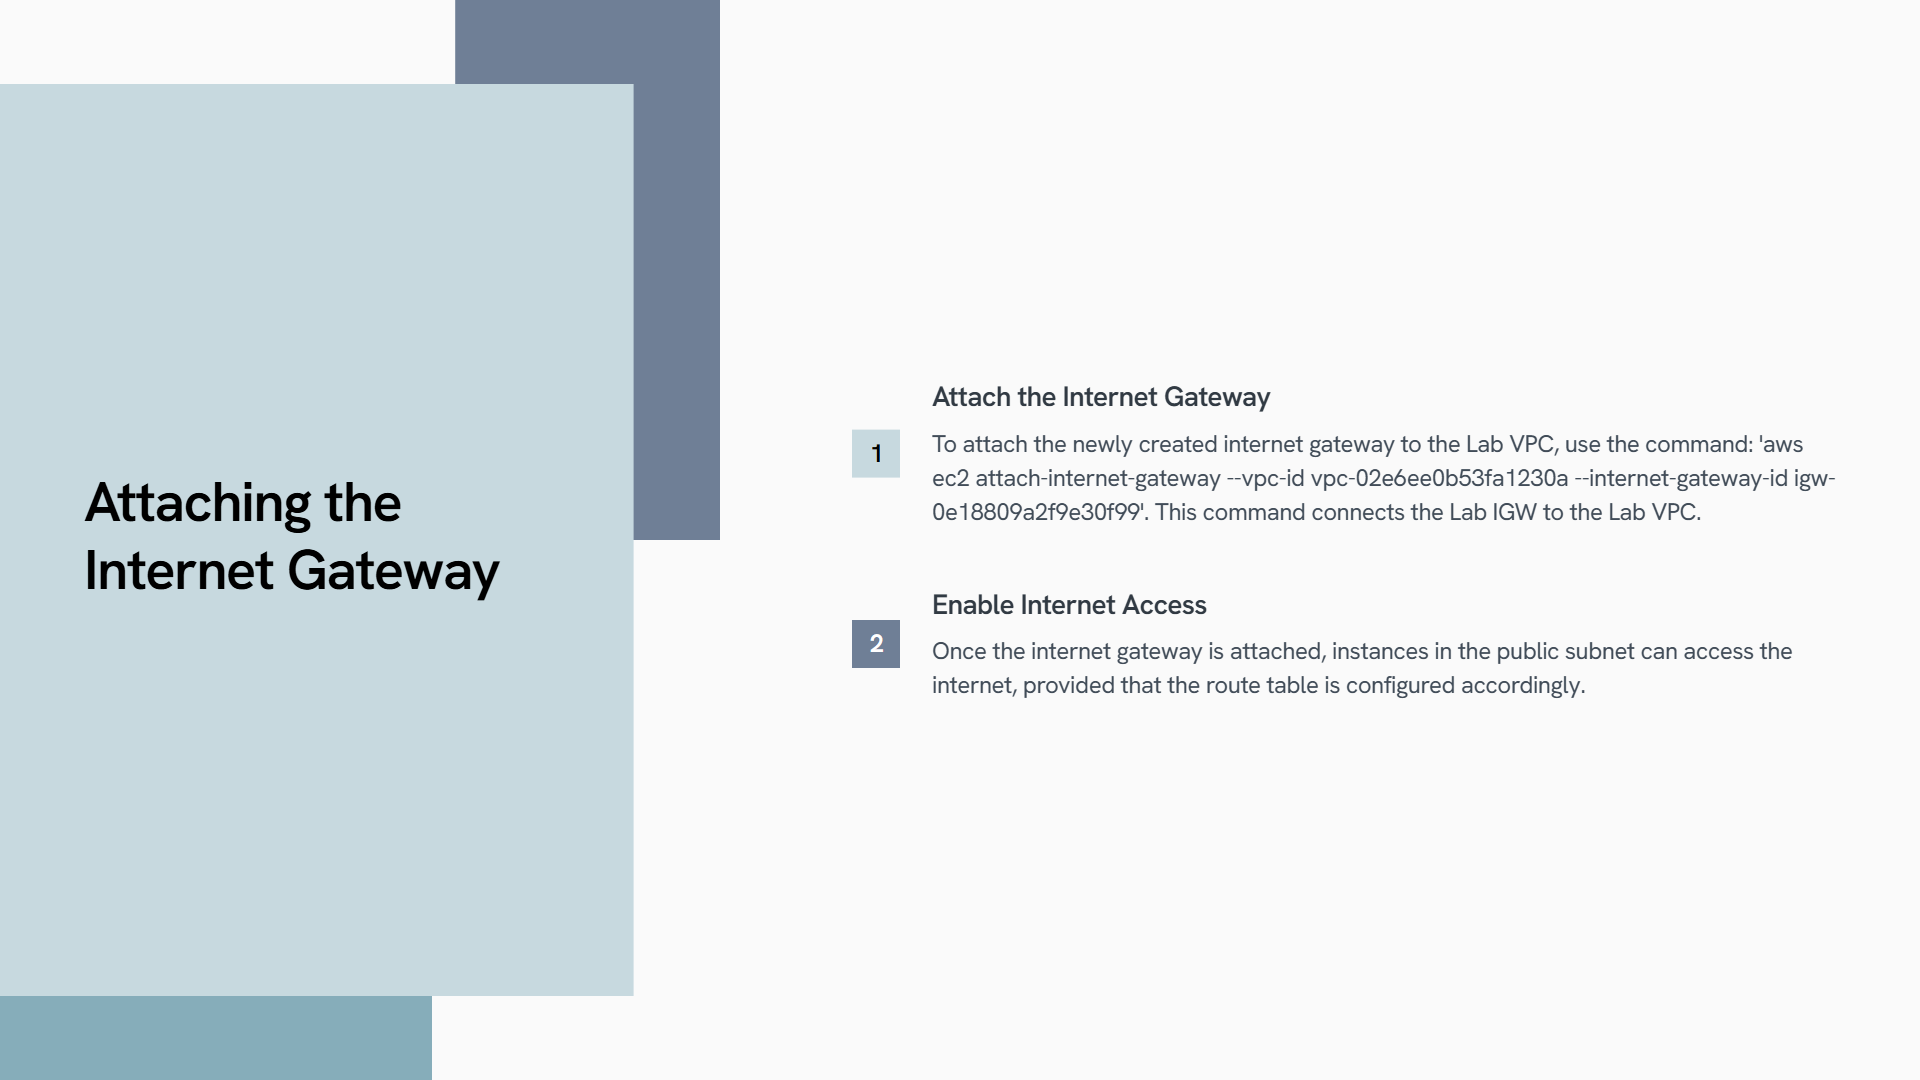 Attaching the
Internet Gateway
Attach the Internet Gateway
1
To attach the newly created internet gateway to the Lab VPC, use the command: 'aws
ec2 attach-internet-gateway --vpc-id vpc-02e6ee0b53fa1230a --internet-gateway-id igw-
0e18809a2f9e30f99'. This command connects the Lab IGW to the Lab VPC.
Enable Internet Access
2
Once the internet gateway is attached, instances in the public subnet can access the
internet, provided that the route table is configured accordingly.